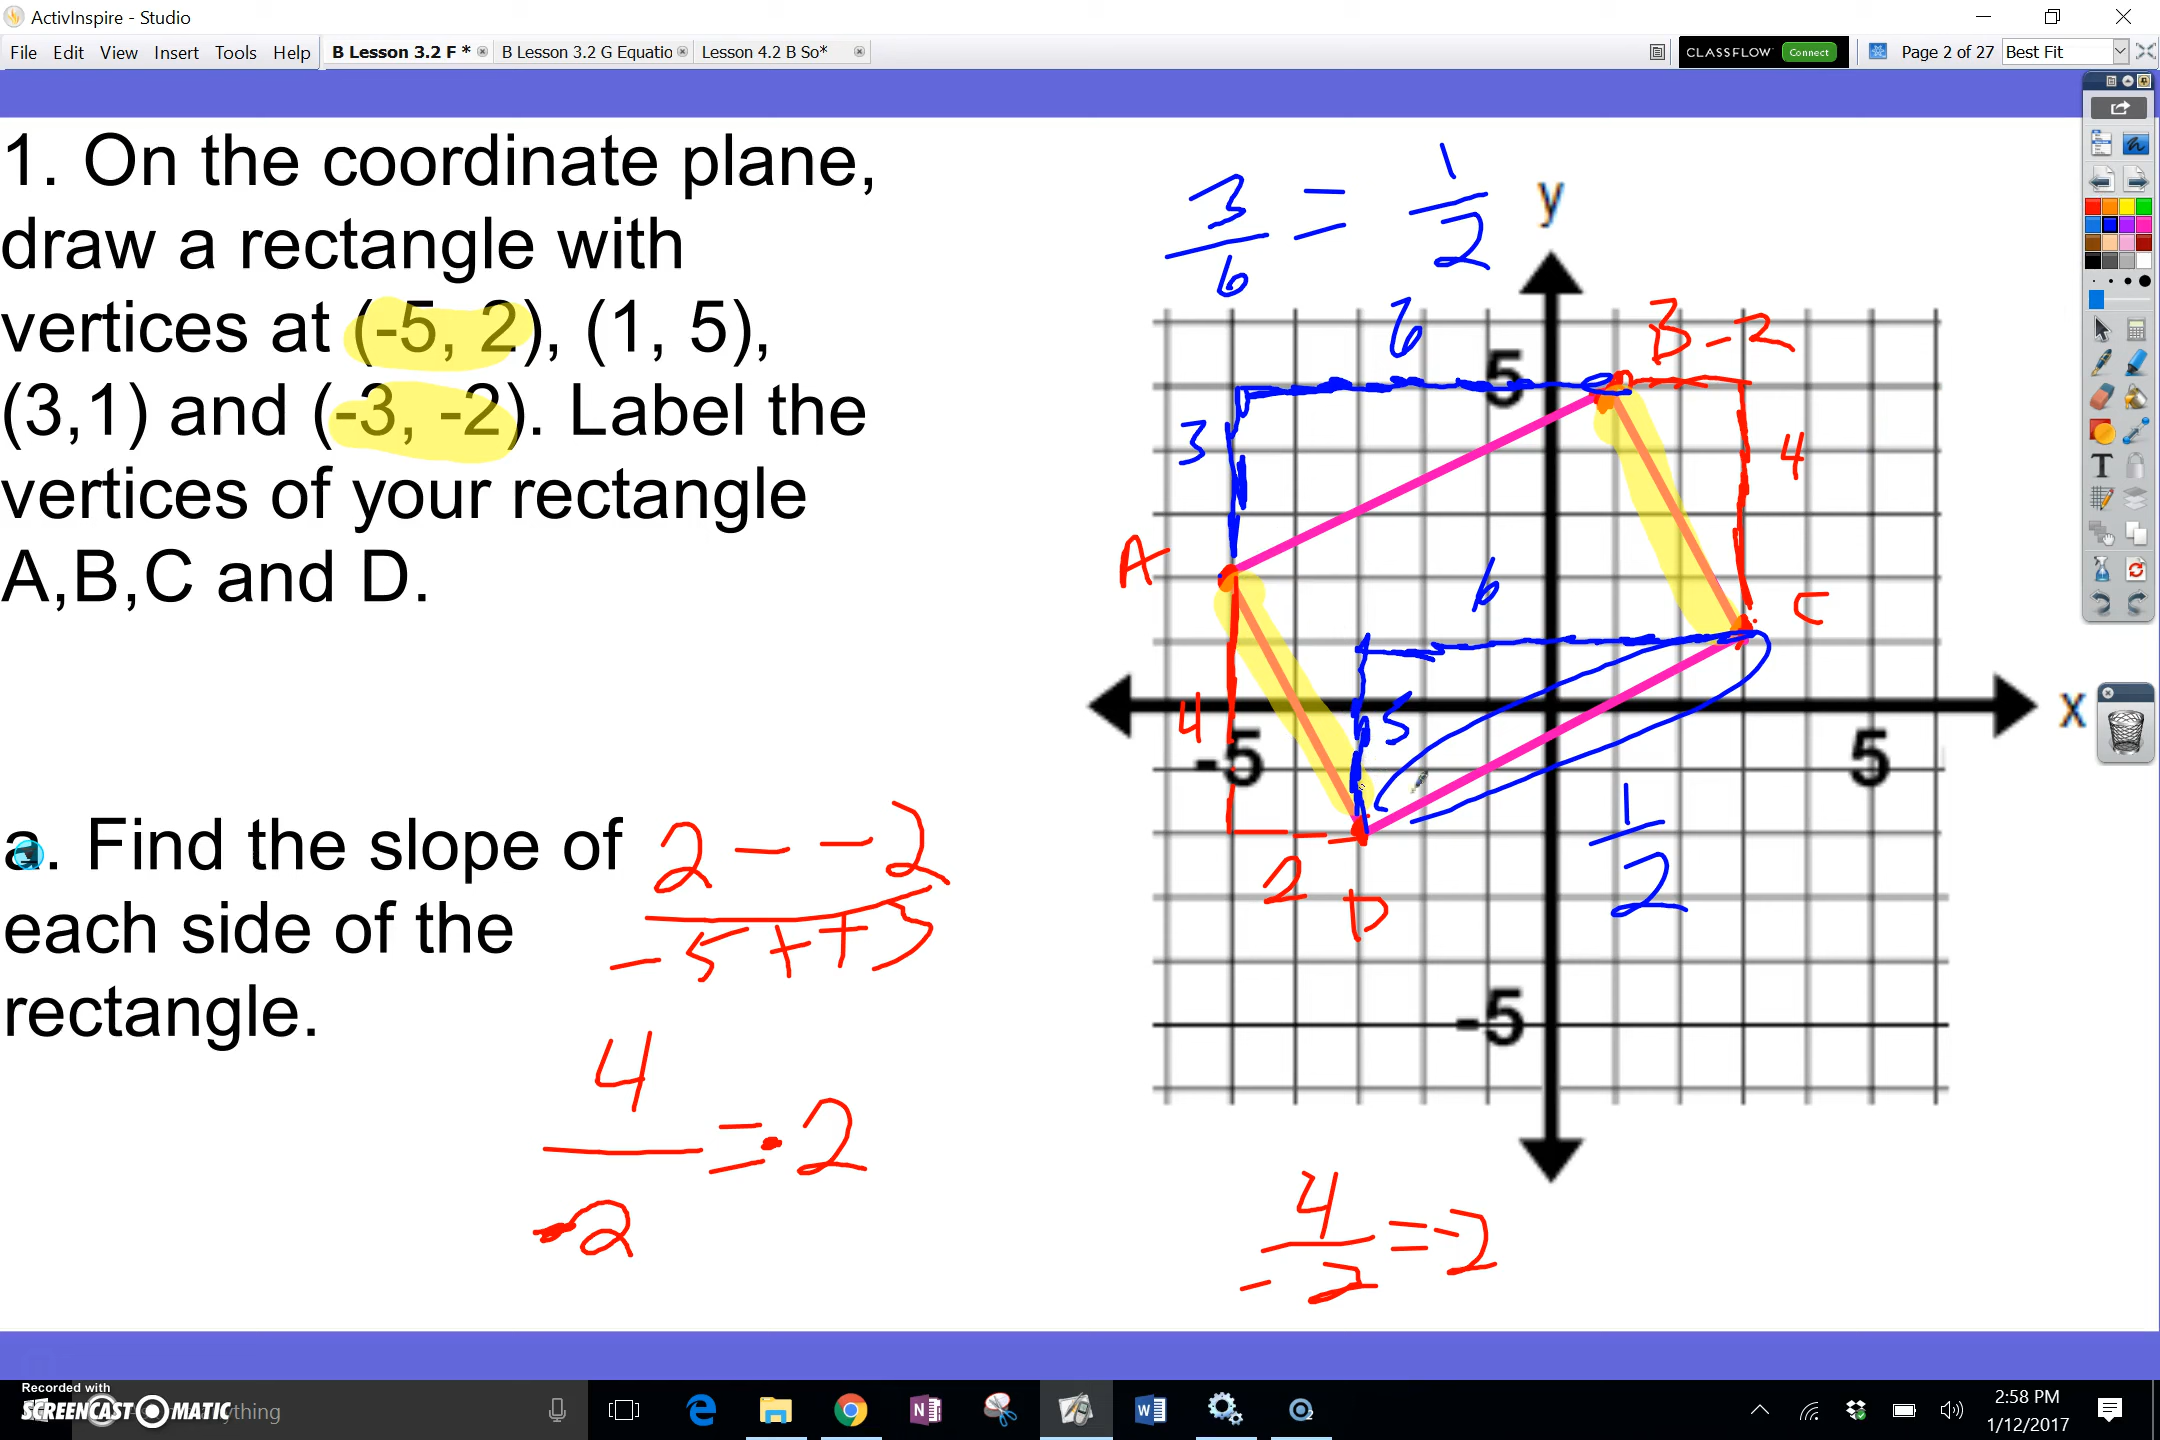 ActivInspire - Studio
File Edit View Insert Tools Help
B Lesson 3.2 F * B Lesson 3.2 G Equatio Lesson 4.2 B So*
CLASSFLOW Connect
Page 2 of 27 Best Fit
1. On the coordinate plane,
draw a rectangle with
vertices at (-5, 2), (1, 5),
(3,1) and (-3, -2). Label the
vertices of your rectangle
A,B,C and D.
a. Find the slope of
each side of the
rectangle.
2 - -2
-5 + +3
4
-2
= -2
3
6
= 1
2
y
6
B -2
5
3
4
A
6
C
4
3
x
-5
5
1
2
2
D
-5
4
-2
= -2
Recorded with
SCREENCAST-O-MATIC
ything
2:58 PM
1/12/2017